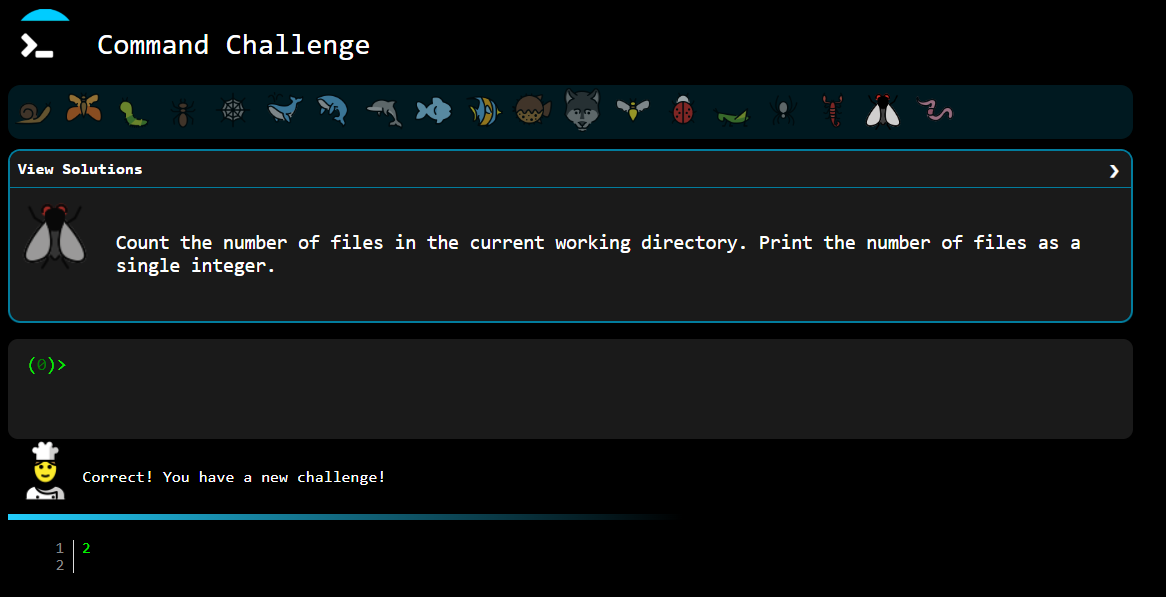 Command Challenge
View Solutions
Count the number of files in the current working directory. Print the number of files as a
single integer.
(0)>
Correct! You have a new challenge!
1 2
2